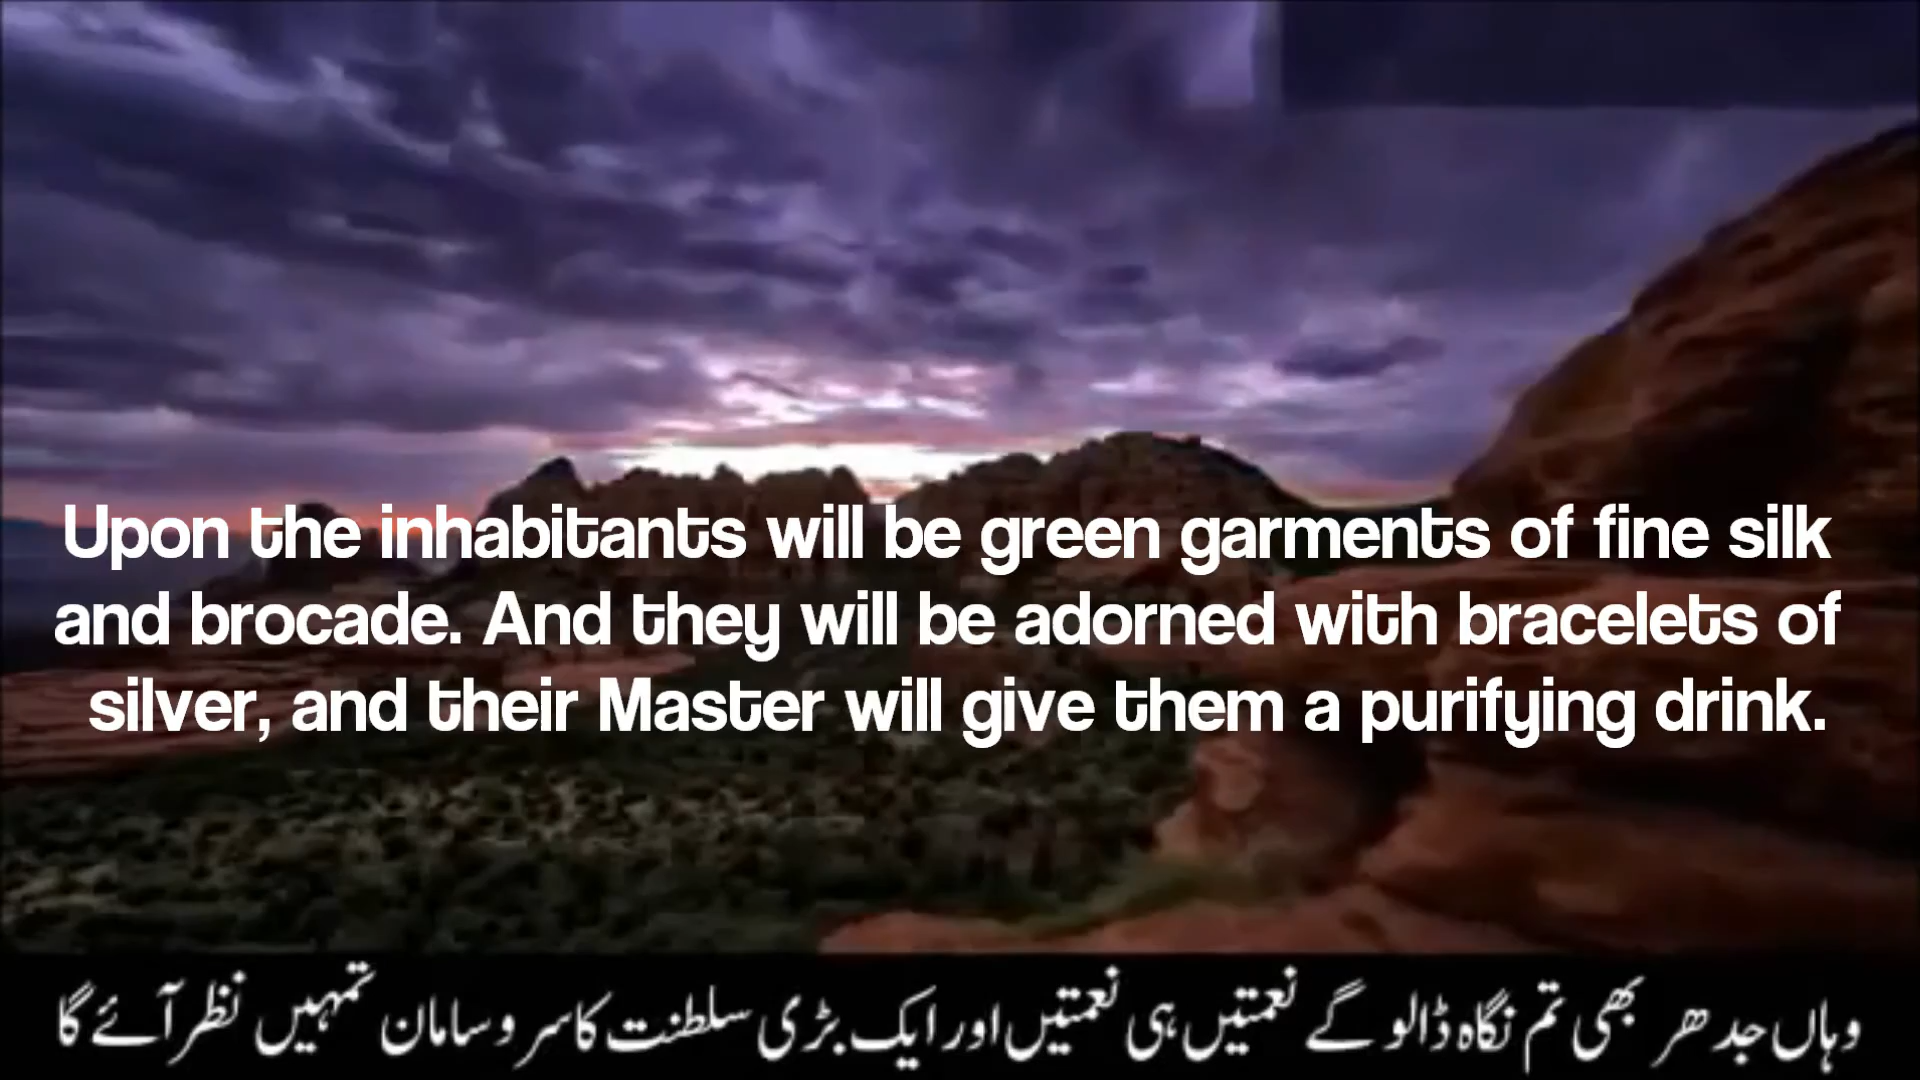 Upon the inhabitants will be green garments of fine silk
and brocade. And they will be adorned with bracelets of
silver, and their Master will give them a purifying drink.
وہاں جدھر بھی تم نگاہ ڈالو گے نعمتیں ہی نعمتیں اور ایک بڑی سلطنت کا سر و سامان تمہیں نظر آئے گا